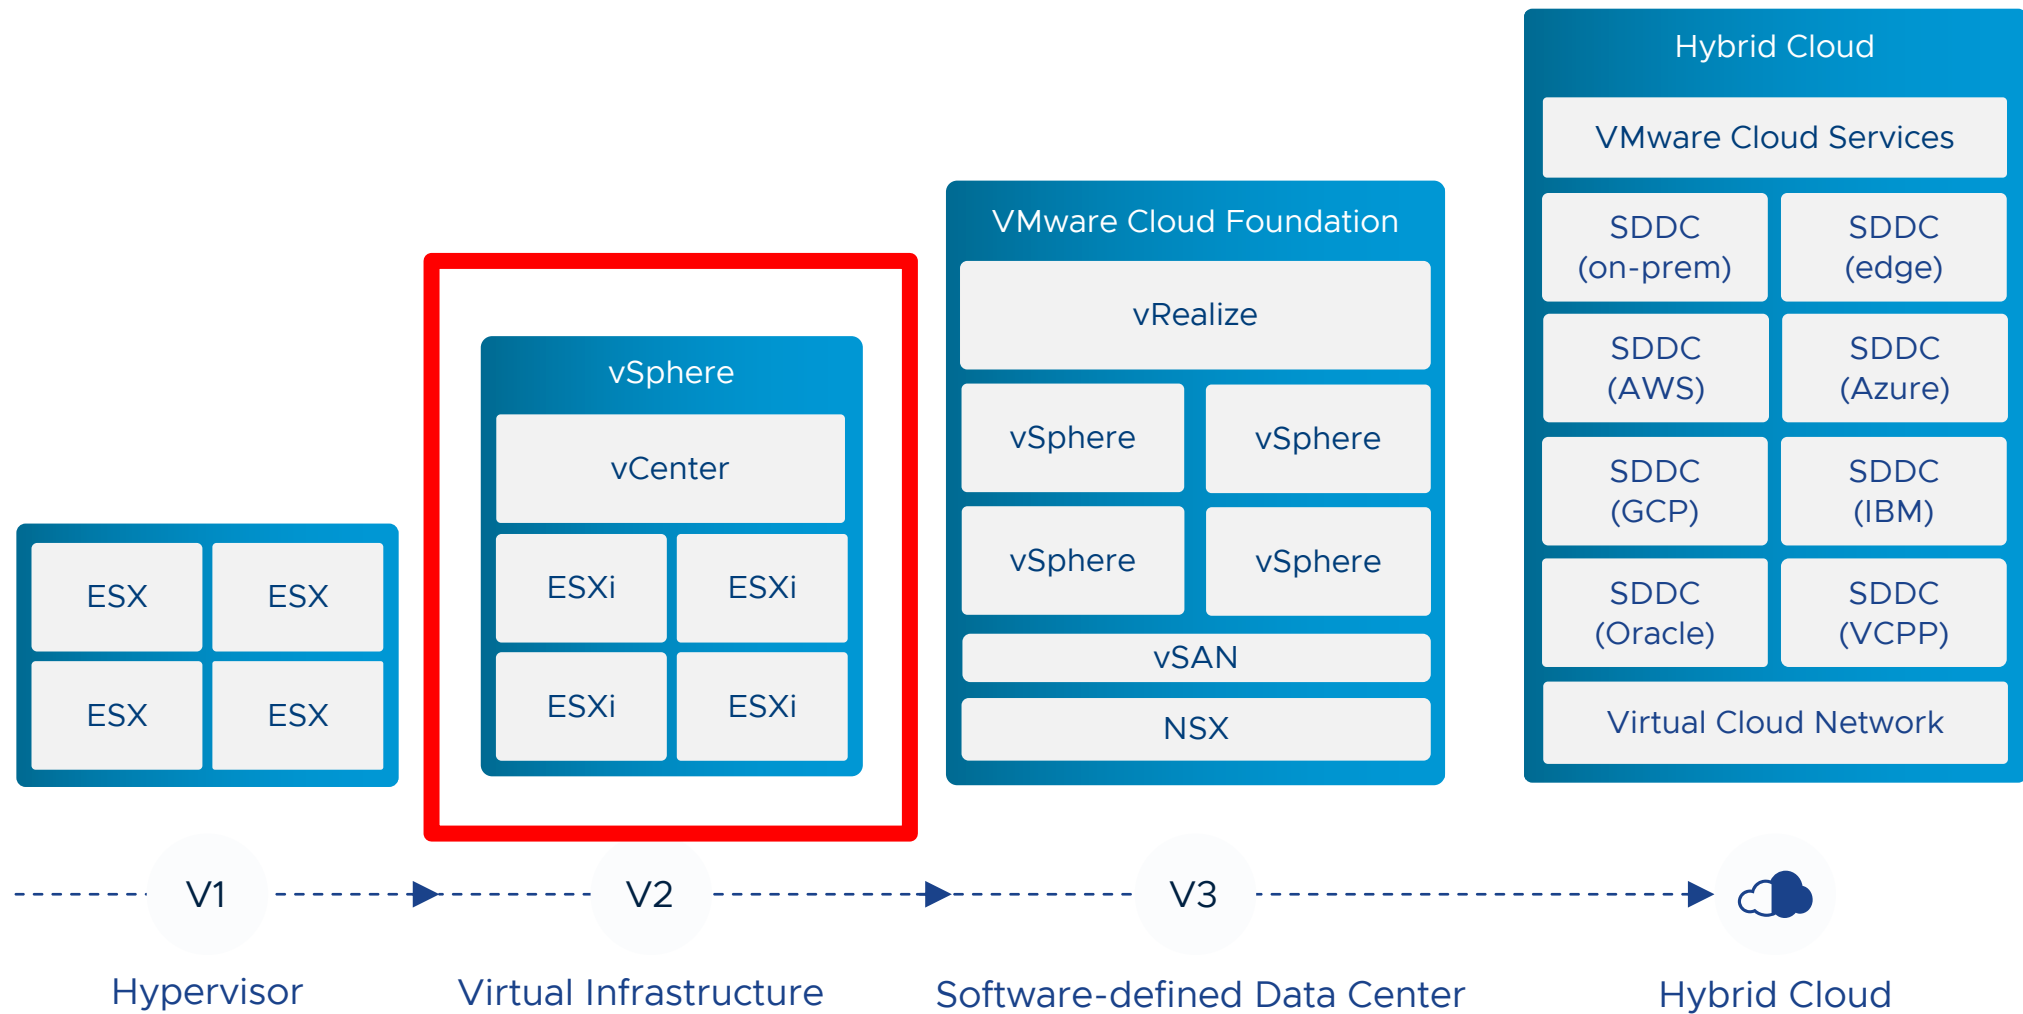 ESX
ESX
ESX
ESX
vSphere
vCenter
ESXi
ESXi
ESXi
ESXi
VMware Cloud Foundation
vRealize
vSphere
vSphere
vSphere
vSphere
vSAN
NSX
Hybrid Cloud
VMware Cloud Services
SDDC
(on-prem)
SDDC
(edge)
SDDC
(AWS)
SDDC
(Azure)
SDDC
(GCP)
SDDC
(IBM)
SDDC
(Oracle)
SDDC
(VCPP)
Virtual Cloud Network
V1
V2
V3
Hypervisor
Virtual Infrastructure
Software-defined Data Center
Hybrid Cloud